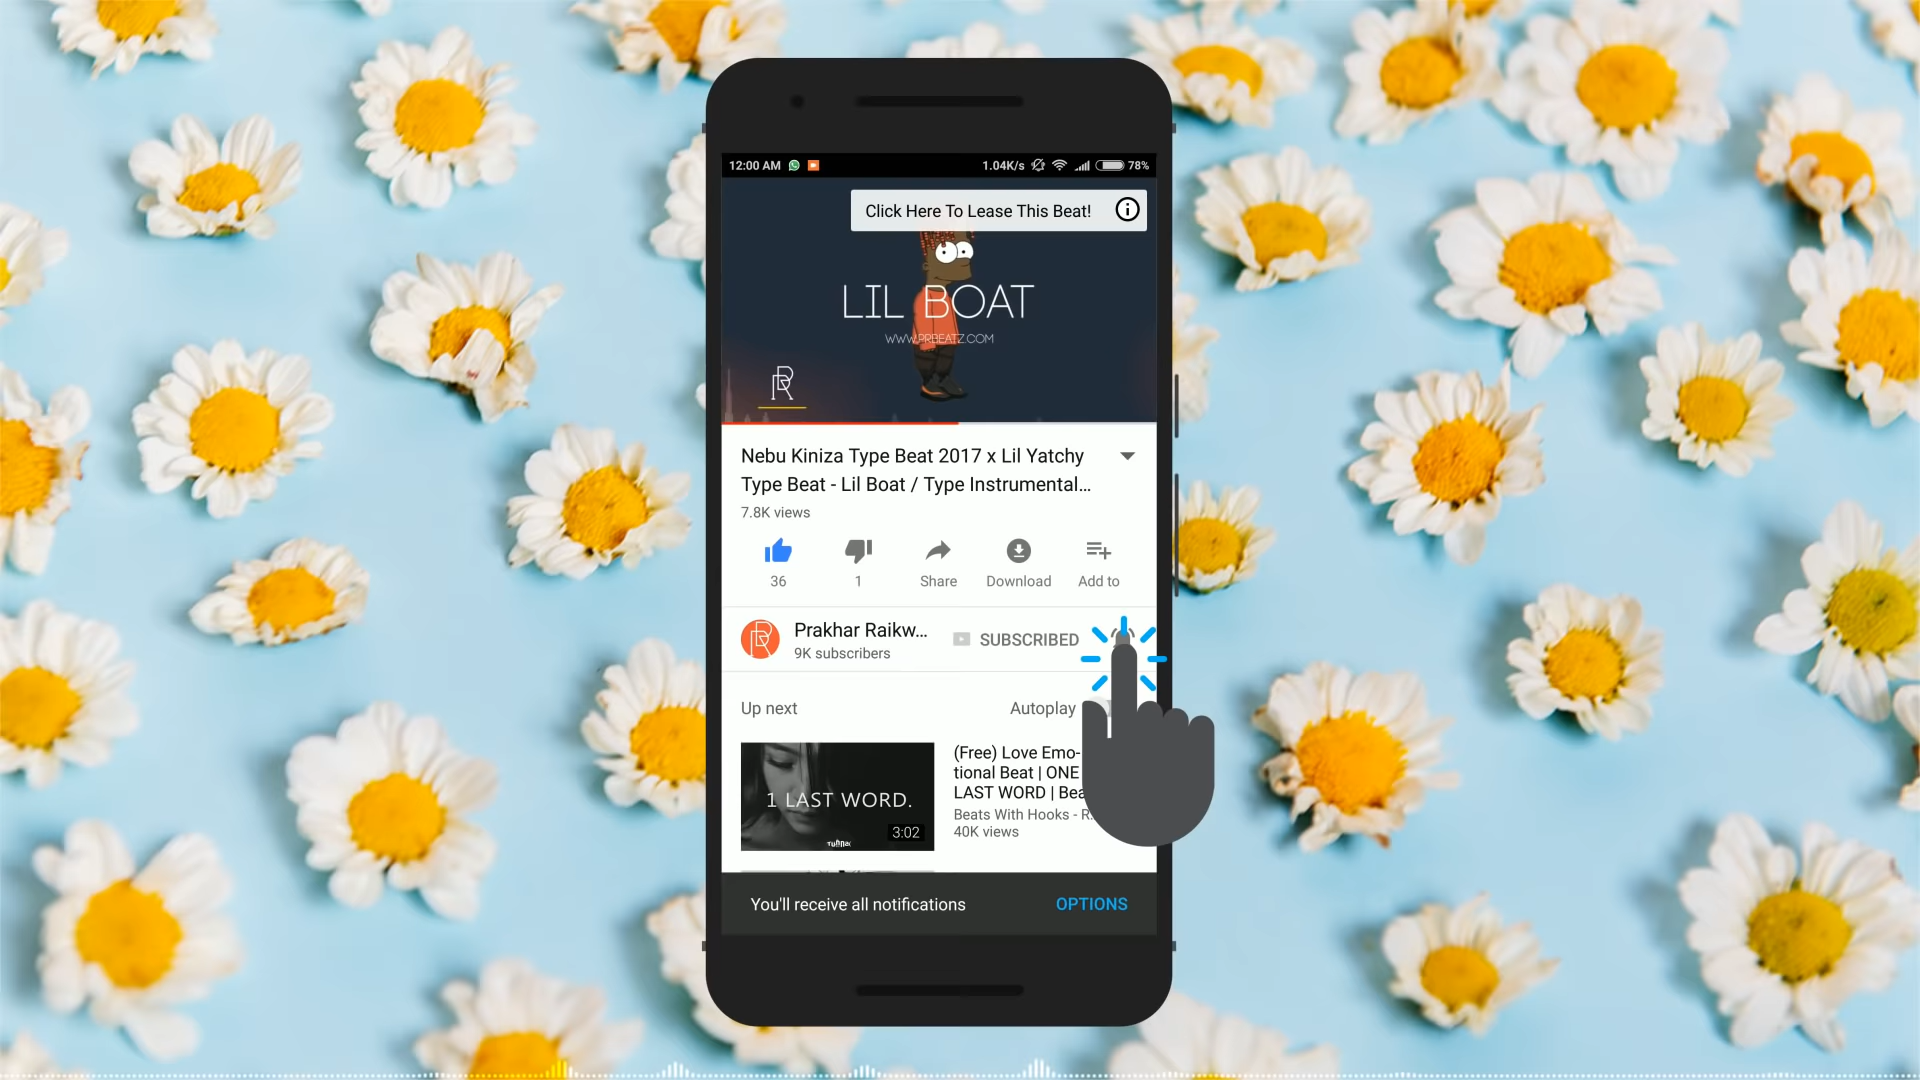 12:00 AM 1.04K/s 78%
Click Here To Lease This Beat!
LIL BOAT
WWW.PRBEATZ.COM
Nebu Kiniza Type Beat 2017 x Lil Yatchy
Type Beat - Lil Boat / Type Instrumental...
7.8K views
36 1 Share Download Add to
Prakhar Raikw... SUBSCRIBED
9K subscribers
Up next Autoplay
1 LAST WORD.
3:02
(Free) Love Emo-
tional Beat | ONE
LAST WORD | Bea
Beats With Hooks - R
40K views
You'll receive all notifications OPTIONS